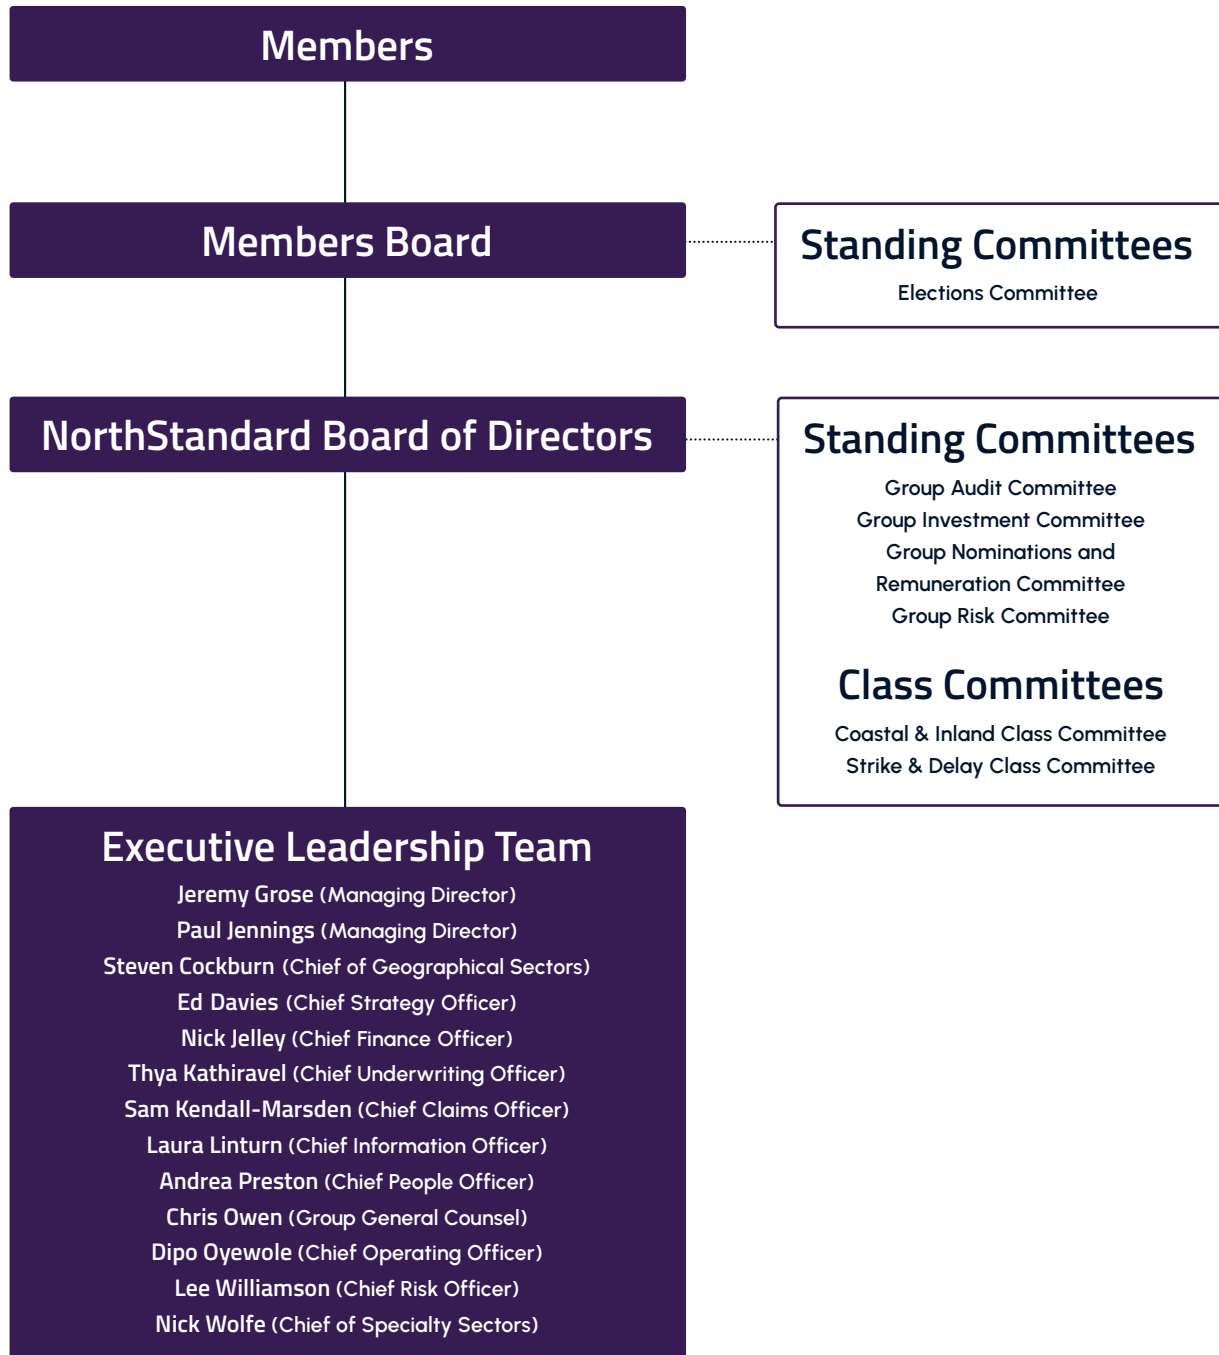 Members
Members Board
Standing Committees
Elections Committee
NorthStandard Board of Directors
Standing Committees
Group Audit Committee
Group Investment Committee
Group Nominations and
Remuneration Committee
Group Risk Committee
Class Committees
Coastal & Inland Class Committee
Strike & Delay Class Committee
Executive Leadership Team
Jeremy Grose (Managing Director)
Paul Jennings (Managing Director)
Steven Cockburn (Chief of Geographical Sectors)
Ed Davies (Chief Strategy Officer)
Nick Jelley (Chief Finance Officer)
Thya Kathiravel (Chief Underwriting Officer)
Sam Kendall-Marsden (Chief Claims Officer)
Laura Linturn (Chief Information Officer)
Andrea Preston (Chief People Officer)
Chris Owen (Group General Counsel)
Dipo Oyewole (Chief Operating Officer)
Lee Williamson (Chief Risk Officer)
Nick Wolfe (Chief of Specialty Sectors)